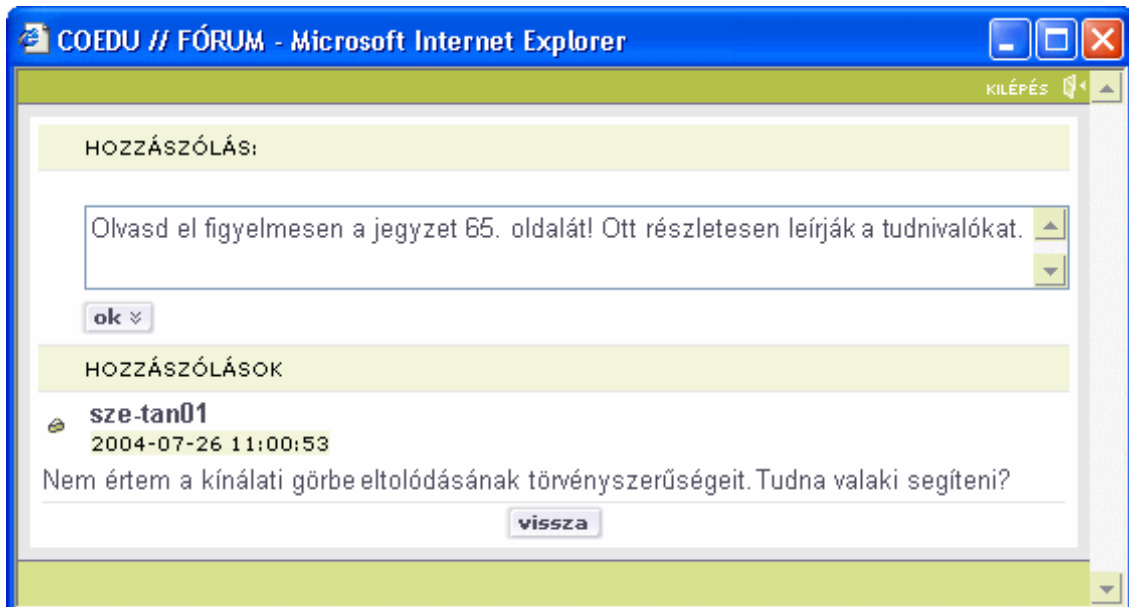 COEDU // FÓRUM - Microsoft Internet Explorer
KILÉPÉS
HOZZÁSZÓLÁS:
Olvasd el figyelmesen a jegyzet 65. oldalát! Ott részletesen leírják a tudnivalókat.
ok
HOZZÁSZÓLÁSOK
sze-tan01
2004-07-26 11:00:53
Nem értem a kínálati görbe eltolódásának törvényszerűségeit. Tudna valaki segíteni?
vissza